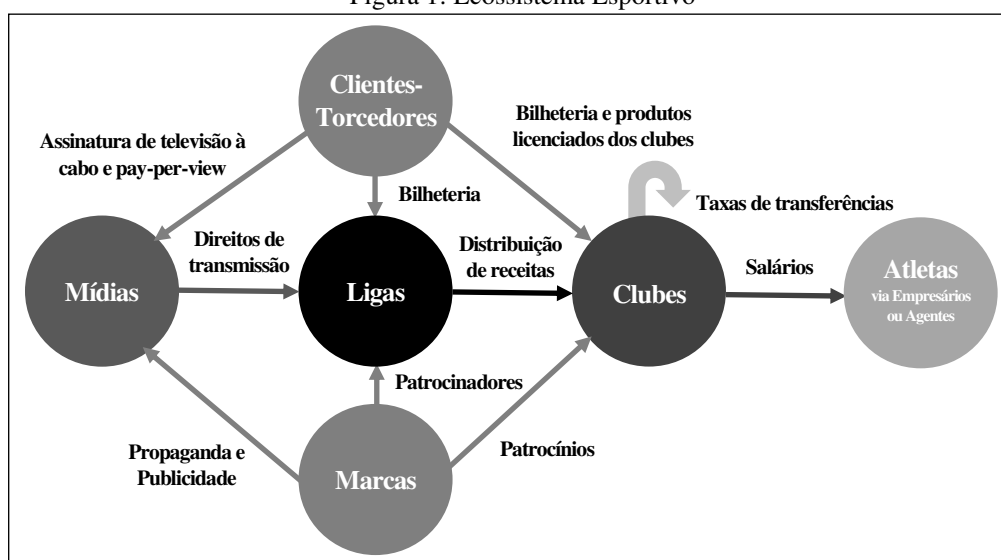 Figura 1: Ecossistema Esportivo
Clientes-
Torcedores
Bilheteria e produtos
licenciados dos clubes
Assinatura de televisão à
cabo e pay-per-view
Bilheteria
Taxas de transferências
Direitos de
transmissão
Distribuição
de receitas
Salários
Mídias
Ligas
Clubes
Atletas
via Empresários
ou Agentes
Patrocinadores
Propaganda e
Publicidade
Patrocínios
Marcas